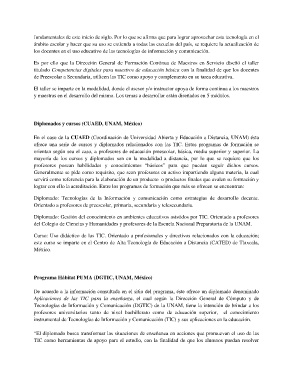 fundamentales de este inicio de siglo. Por lo que se afirma que para lograr aprovechar esta tecnología en el
ámbito escolar y hacer que su uso se extienda a todas las escuelas del país, se requiere la actualización de
los docentes en el uso educativo de las tecnologías de información y comunicación.
Es por ello que la Dirección General de Formación Continua de Maestros en Servicio diseñó el taller
titulado Competencias digitales para maestros de educación básica con la finalidad de que los docentes
de Preescolar a Secundaria, utilicen las TIC como apoyo y complemento en su tarea educativa.
El taller se imparte en la modalidad, donde el asesor y/o instructor apoya de forma continua a los maestros
y maestras en el desarrollo del mismo. Los temas a desarrollar están diseñados en 5 módulos.
Diplomados y cursos (CUAED, UNAM, México)
En el caso de la CUAED (Coordinación de Universidad Abierta y Educación a Distancia, UNAM) ésta
ofrece una serie de cursos y diplomados relacionados con las TIC. Estos programas de formación se
orientan según sea el caso, a profesores de educación preescolar, básica, media superior y superior. La
mayoría de los cursos y diplomados son en la modalidad a distancia, por lo que se requiere que los
profesores posean habilidades y conocimientos "básicos" para que puedan seguir dichos cursos.
Generalmente se pide como requisito, que sean profesores en activo impartiendo alguna materia, la cual
servirá como referencia para la elaboración de un producto o productos finales que avalen su formación y
lograr con ello la acreditación. Entre los programas de formación que más se ofrecen se encuentran:
Diplomado: Tecnologías de la Información y comunicación como estrategias de desarrollo docente.
Orientado a profesores de preescolar, primaria, secundaria y telesecundaria.
Diplomado: Gestión del conocimiento en ambientes educativos asistidos por TIC. Orientado a profesores
del Colegio de Ciencias y Humanidades y profesores de la Escuela Nacional Preparatoria de la UNAM.
Curso: Uso didáctico de las TIC. Orientado a profesionales y directivos relacionados con la educación;
este curso se imparte en el Centro de Alta Tecnología de Educación a Distancia (CATED) de Tlaxcala,
México.
Programa Hábitat PUMA (DGTIC, UNAM, México)
De acuerdo a la información consultada en el sitio del programa, éste ofrece un diplomado denominado
Aplicaciones de las TIC para la enseñanza, el cual según la Dirección General de Cómputo y de
Tecnologías de Información y Comunicación (DGTIC) de la UNAM, tiene la intención de brindar a los
profesores universitarios tanto de nivel bachillerato como de educación superior, el conocimiento
instrumental de Tecnologías de Información y Comunicación (TIC) y sus aplicaciones en la educación.
"El diplomado busca transformar las situaciones de enseñanza en acciones que promuevan el uso de las
TIC como herramientas de apoyo para el estudio, con la finalidad de que los alumnos puedan resolver